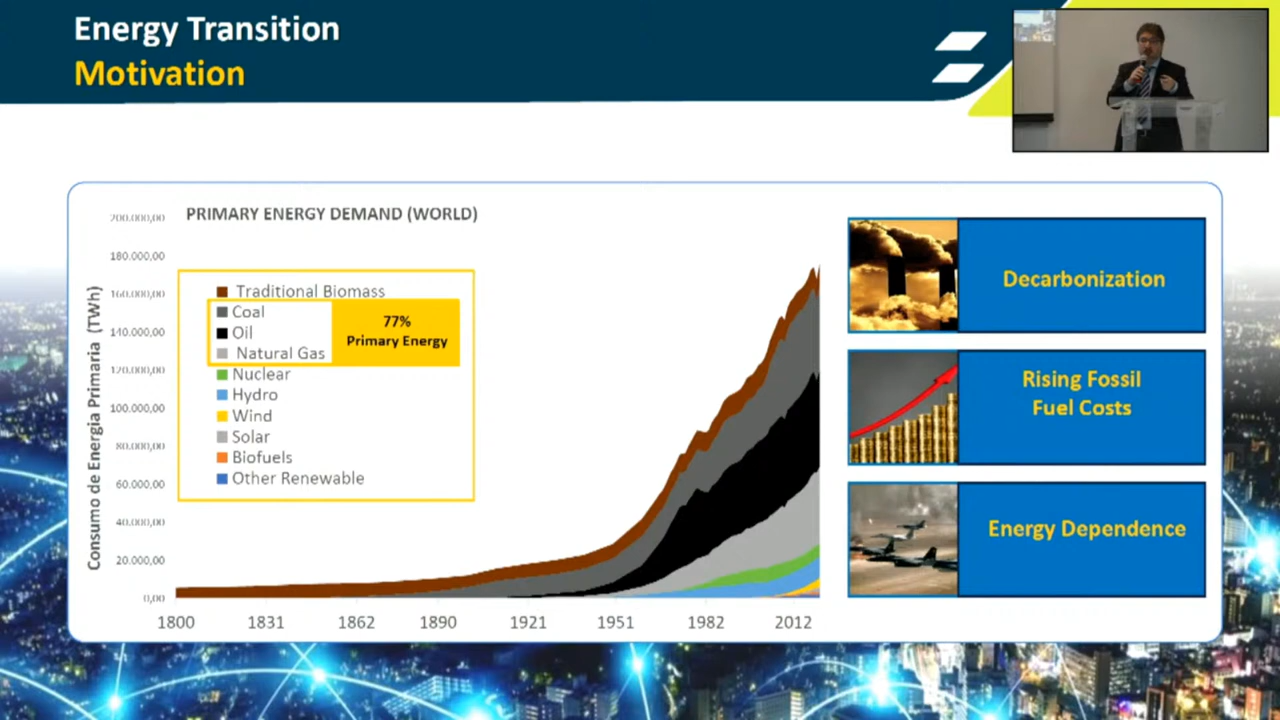 Energy Transition
Motivation
PRIMARY ENERGY DEMAND (WORLD)
Consumo de Energia Primaria (TWh)
200.000,00
180.000,00
160.000,00
140.000,00
120.000,00
100.000,00
80.000,00
60.000,00
40.000,00
20.000,00
0,00
Traditional Biomass
Coal
Oil
Natural Gas
77%
Primary Energy
Nuclear
Hydro
Wind
Solar
Biofuels
Other Renewable
1800 1831 1862 1890 1921 1951 1982 2012
Decarbonization
Rising Fossil
Fuel Costs
Energy Dependence